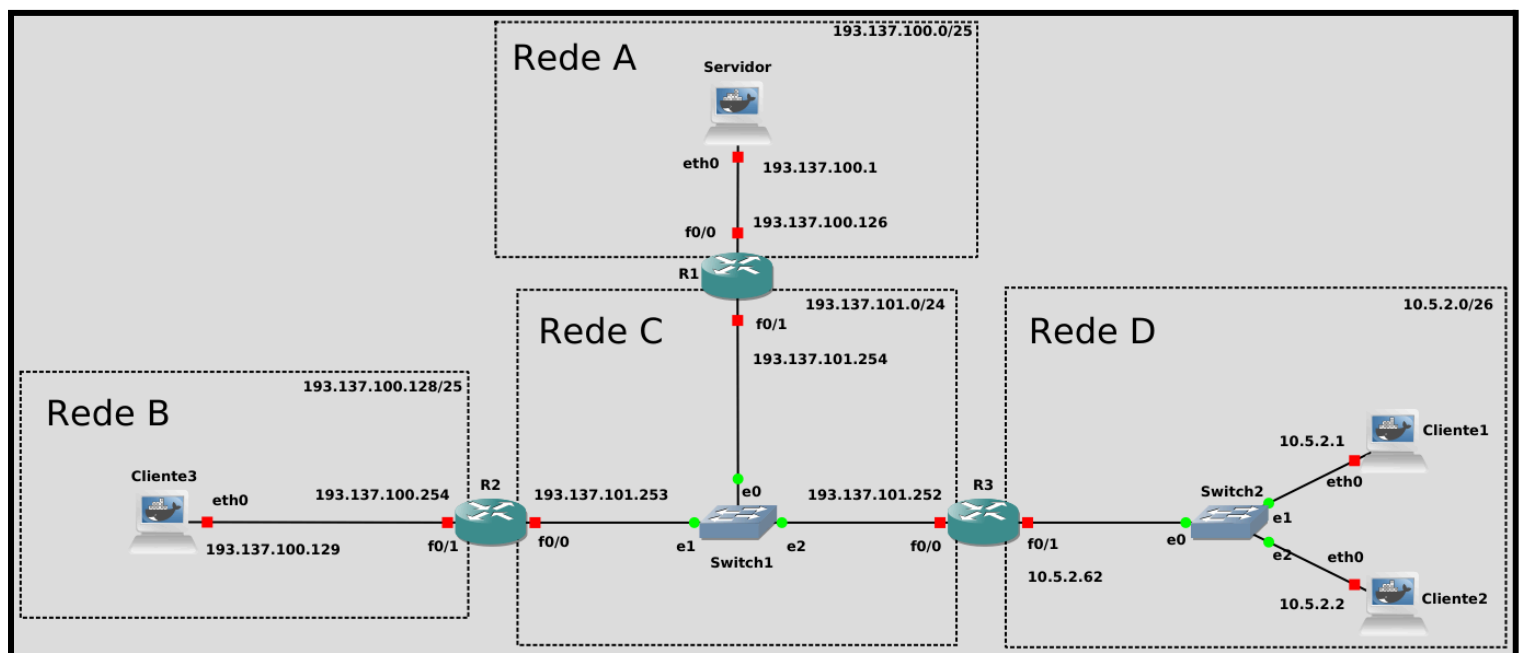 193.137.100.0/25
Rede A
Servidor
eth0
193.137.100.1
193.137.100.126
f0/0
R1
193.137.101.0/24
Rede C
f0/1
193.137.101.254
10.5.2.0/26
Rede D
193.137.100.128/25
Rede B
Cliente3
eth0
193.137.100.254
193.137.100.129
f0/1
R2
193.137.101.253
f0/0
e0
e1
e2
Switch1
193.137.101.252
R3
f0/0
f0/1
10.5.2.62
Switch2
e0
e1
e2
10.5.2.1
Cliente1
eth0
eth0
10.5.2.2
Cliente2